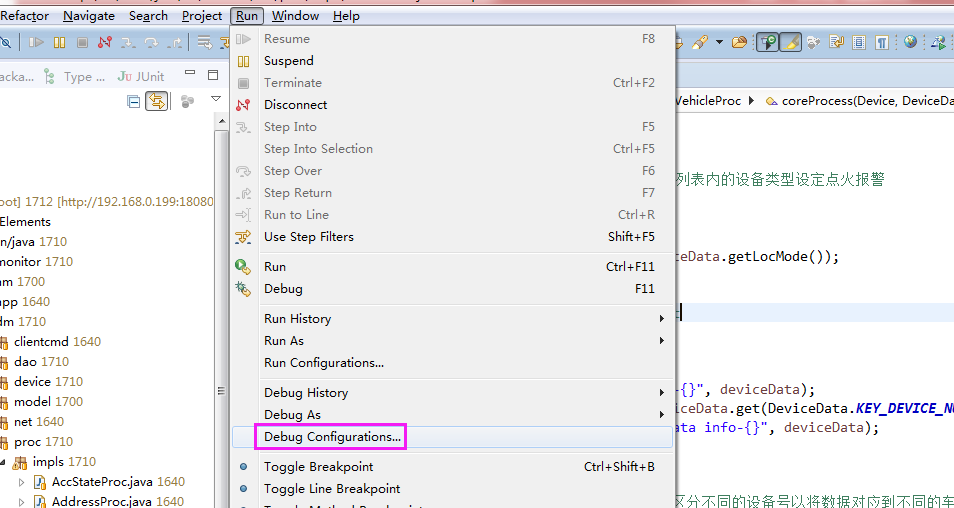 Refactor Navigate Search Project Run Window Help
Resume F8
Suspend
Terminate Ctrl+F2
Disconnect
Step Into F5
Step Into Selection Ctrl+F5
Step Over F6
Step Return F7
Run to Line Ctrl+R
Use Step Filters Shift+F5
Run Ctrl+F11
Debug F11
Run History
Run As
Run Configurations...
Debug History
Debug As
Debug Configurations...
Toggle Breakpoint Ctrl+Shift+B
Toggle Line Breakpoint
acka... Type ... JUnit
oot] 1712 [http://192.168.0.199:18080
Elements
n/java 1710
monitor 1710
am 1700
app 1640
dm 1710
clientcmd 1640
dao 1710
device 1710
model 1700
net 1640
proc 1710
impls 1710
AccStateProc.java 1640
AddressProc.java 1640
VehicleProc coreProcess(Device, DeviceDa
列表内的设备类型设定点火报警
ceData.getLocMode());
-{}", deviceData);
iceData.get(DeviceData.KEY_DEVICE_N
ata info-{}", deviceData);
区分不同的设备号以将数据对应到不同的车